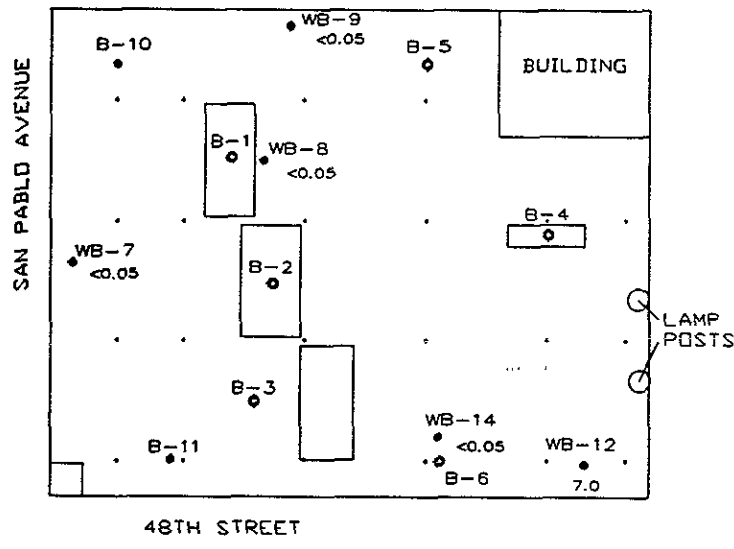 WB-9
<0.05
B-10
B-5
BUILDING
SAN PABLO AVENUE
B-1
WB-8
<0.05
B-4
WB-7
<0.05
B-2
LAMP
POSTS
B-3
WB-14
<0.05
B-11
WB-12
B-6
7.0
48TH STREET